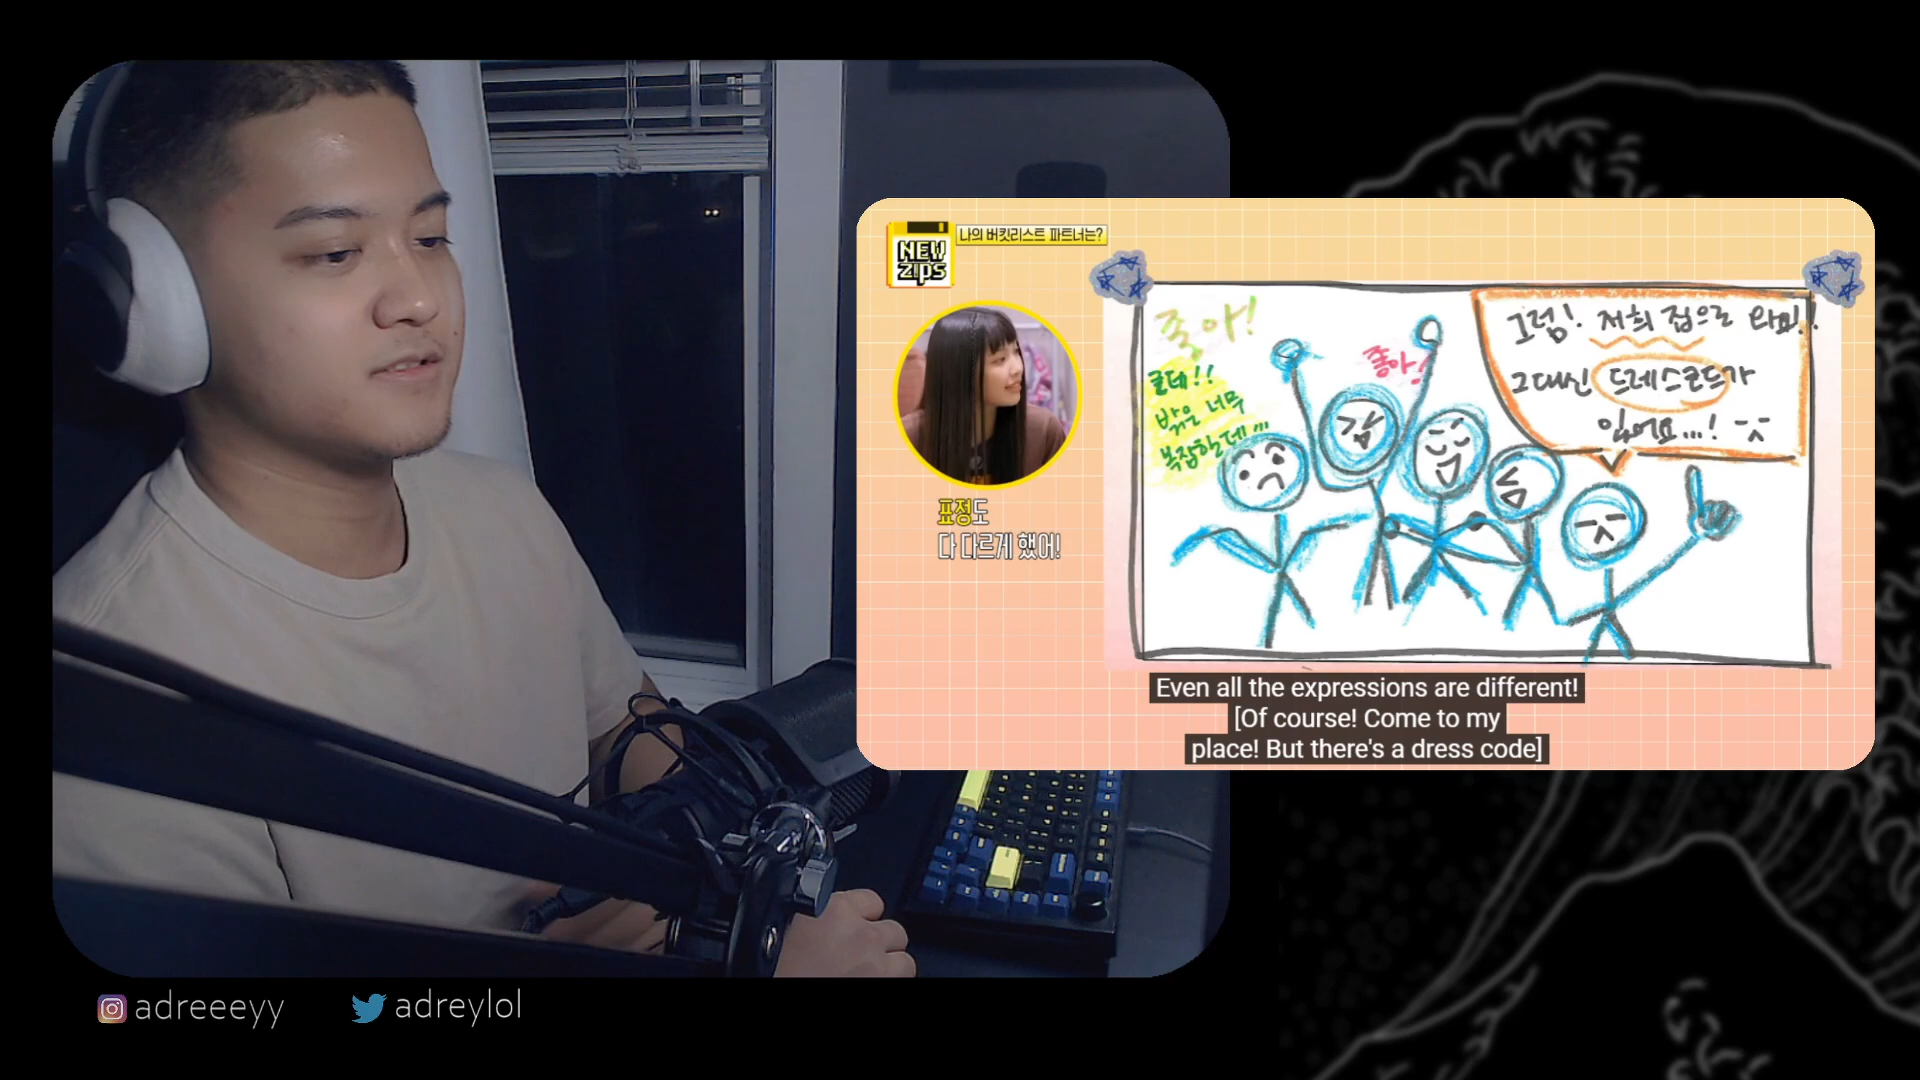 NEW
zips
나의 버킷리스트 파트너는?
좋아!
근데!!
밖은 너무
복잡할텐데...
좋아!
그럼! 저희 집으로 와요!!
그대신 드레스코드가
있어요...!
표정도
다 다르게 했어!
Even all the expressions are different!
[Of course! Come to my
place! But there's a dress code]
adreeeyy
adreylol